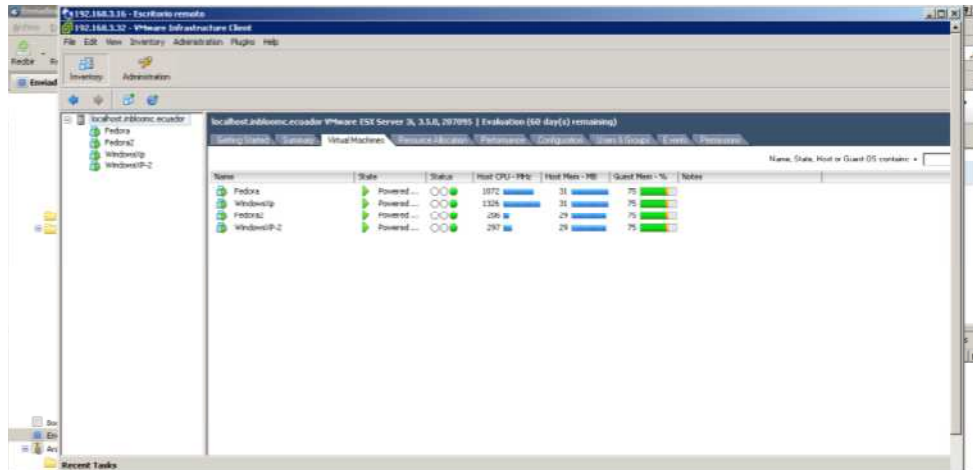 192.168.3.16 - Escritorio remoto
192.168.3.32 - VMware Infrastructure Client
File Edit View Inventory Administration Plugins Help
Inventory Administration
localhost.inbloomc.ecuador
Fedora
Fedora2
WindowsXp
WindowsXP-2
localhost.inbloomc.ecuador VMware ESX Server 3i, 3.5.0, 207095 | Evaluation (60 day(s) remaining)
Getting Started Summary Virtual Machines Resource Allocation Performance Configuration Users & Groups Events Permissions
Name, State, Host or Guest OS contains:
Name State Status Host CPU - MHz Host Mem - MB Guest Mem - % Notes
Fedora Powered ... 1072 31 75
WindowsXp Powered ... 1326 31 75
Fedora2 Powered ... 206 29 75
WindowsXP-2 Powered ... 297 29 75
Recibir
Enviad
Recent Tasks